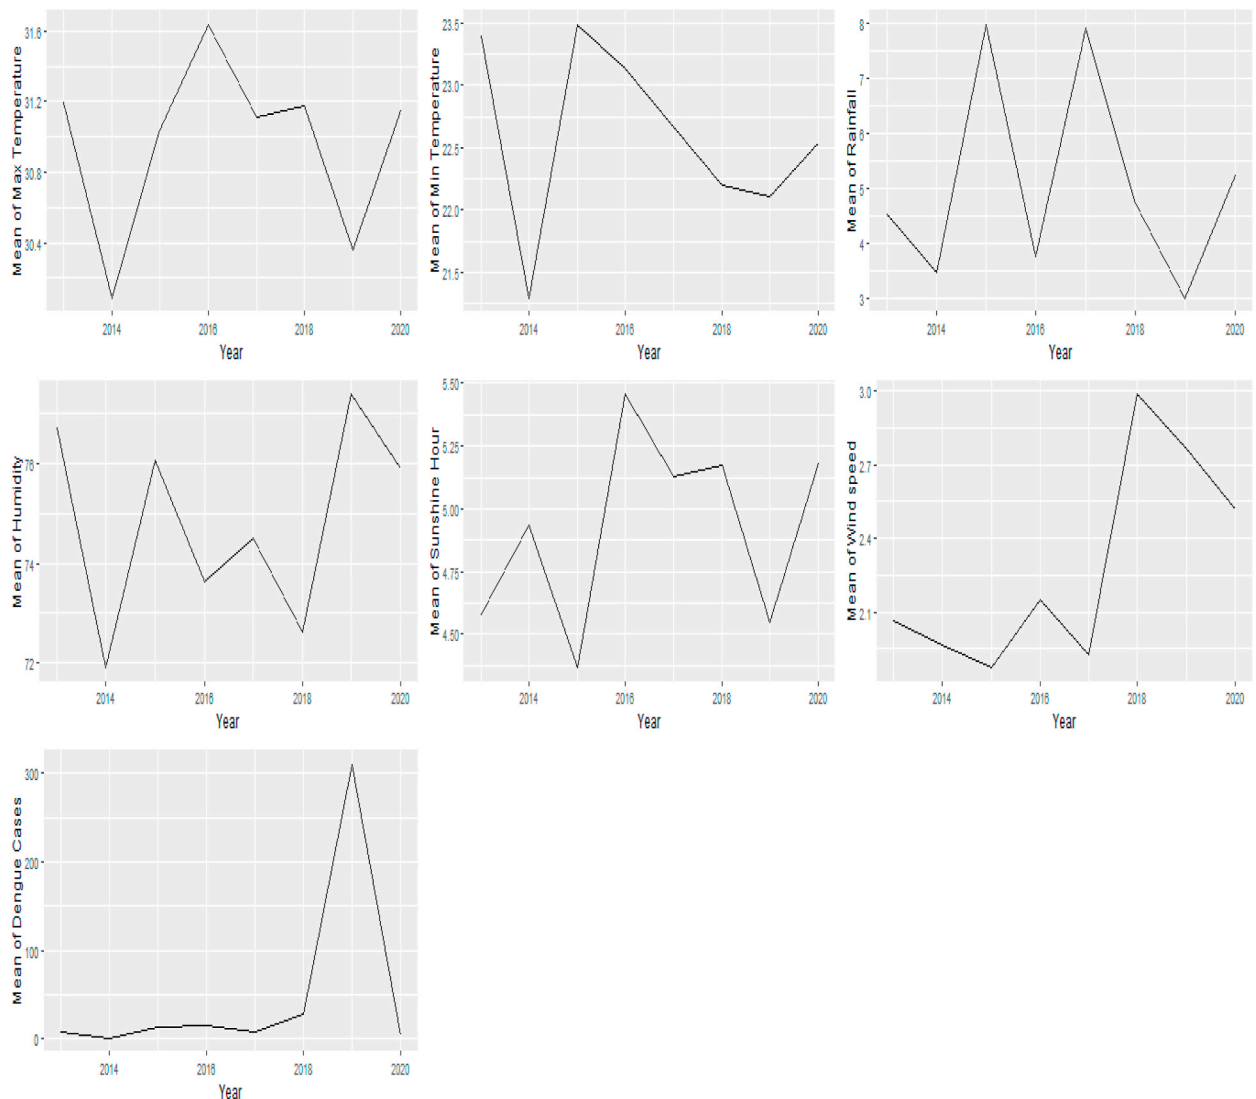 Mean of Max Temperature
31.6
31.2
30.8
30.4
2014 2016 2018 2020
Year
Mean of Min Temperature
23.5
23.0
22.5
22.0
21.5
2014 2016 2018 2020
Year
Mean of Rainfall
8
7
6
5
4
3
2014 2016 2018 2020
Year
Mean of Humidity
76
74
72
2014 2016 2018 2020
Year
Mean of Sunshine Hour
5.50
5.25
5.00
4.75
4.50
2014 2016 2018 2020
Year
Mean of Wind speed
3.0
2.7
2.4
2.1
2014 2016 2018 2020
Year
Mean of Dengue Cases
300
200
100
0
2014 2016 2018 2020
Year